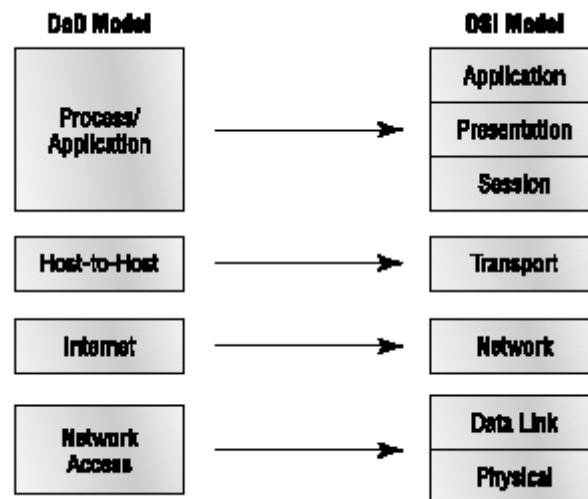 DoD Model
Process/
Application
Host-to-Host
Internet
Network
Access
OSI Model
Application
Presentation
Session
Transport
Network
Data Link
Physical